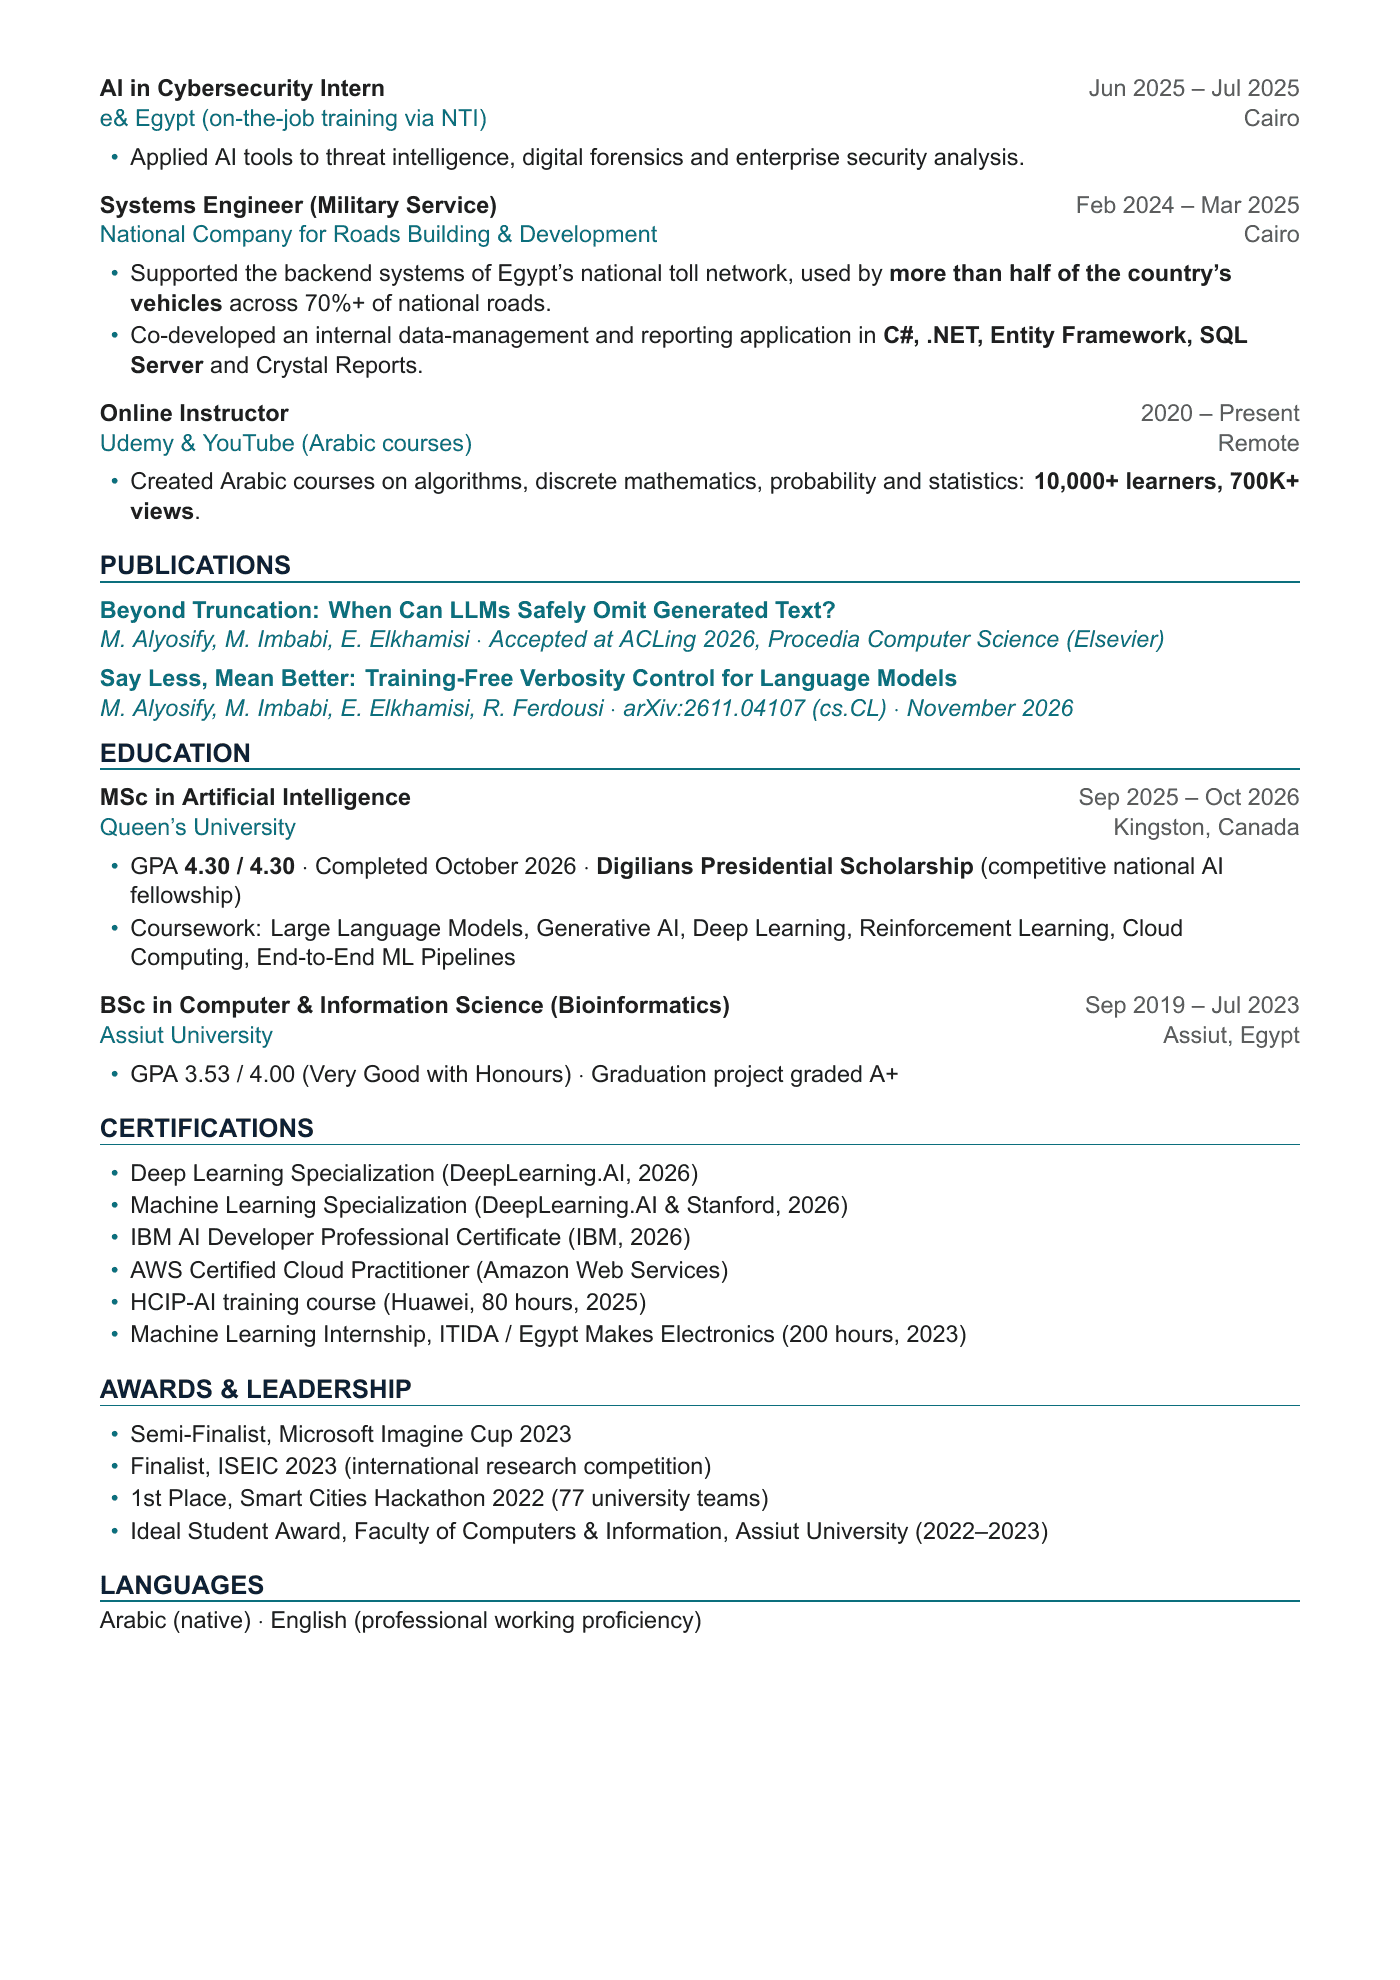 AI in Cybersecurity Intern Jun 2025 – Jul 2025
e& Egypt (on-the-job training via NTI) Cairo
• Applied AI tools to threat intelligence, digital forensics and enterprise security analysis.
Systems Engineer (Military Service) Feb 2024 – Mar 2025
National Company for Roads Building & Development Cairo
• Supported the backend systems of Egypt’s national toll network, used by more than half of the country’s
vehicles across 70%+ of national roads.
• Co-developed an internal data-management and reporting application in C#, .NET, Entity Framework, SQL
Server and Crystal Reports.
Online Instructor 2020 – Present
Udemy & YouTube (Arabic courses) Remote
• Created Arabic courses on algorithms, discrete mathematics, probability and statistics: 10,000+ learners, 700K+
views.
PUBLICATIONS
Beyond Truncation: When Can LLMs Safely Omit Generated Text?
M. Alyosify, M. Imbabi, E. Elkhamisi · Accepted at ACLing 2026, Procedia Computer Science (Elsevier)
Say Less, Mean Better: Training-Free Verbosity Control for Language Models
M. Alyosify, M. Imbabi, E. Elkhamisi, R. Ferdousi · arXiv:2611.04107 (cs.CL) · November 2026
EDUCATION
MSc in Artificial Intelligence Sep 2025 – Oct 2026
Queen’s University Kingston, Canada
• GPA 4.30 / 4.30 · Completed October 2026 · Digilians Presidential Scholarship (competitive national AI
fellowship)
• Coursework: Large Language Models, Generative AI, Deep Learning, Reinforcement Learning, Cloud
Computing, End-to-End ML Pipelines
BSc in Computer & Information Science (Bioinformatics) Sep 2019 – Jul 2023
Assiut University Assiut, Egypt
• GPA 3.53 / 4.00 (Very Good with Honours) · Graduation project graded A+
CERTIFICATIONS
• Deep Learning Specialization (DeepLearning.AI, 2026)
• Machine Learning Specialization (DeepLearning.AI & Stanford, 2026)
• IBM AI Developer Professional Certificate (IBM, 2026)
• AWS Certified Cloud Practitioner (Amazon Web Services)
• HCIP-AI training course (Huawei, 80 hours, 2025)
• Machine Learning Internship, ITIDA / Egypt Makes Electronics (200 hours, 2023)
AWARDS & LEADERSHIP
• Semi-Finalist, Microsoft Imagine Cup 2023
• Finalist, ISEIC 2023 (international research competition)
• 1st Place, Smart Cities Hackathon 2022 (77 university teams)
• Ideal Student Award, Faculty of Computers & Information, Assiut University (2022–2023)
LANGUAGES
Arabic (native) · English (professional working proficiency)